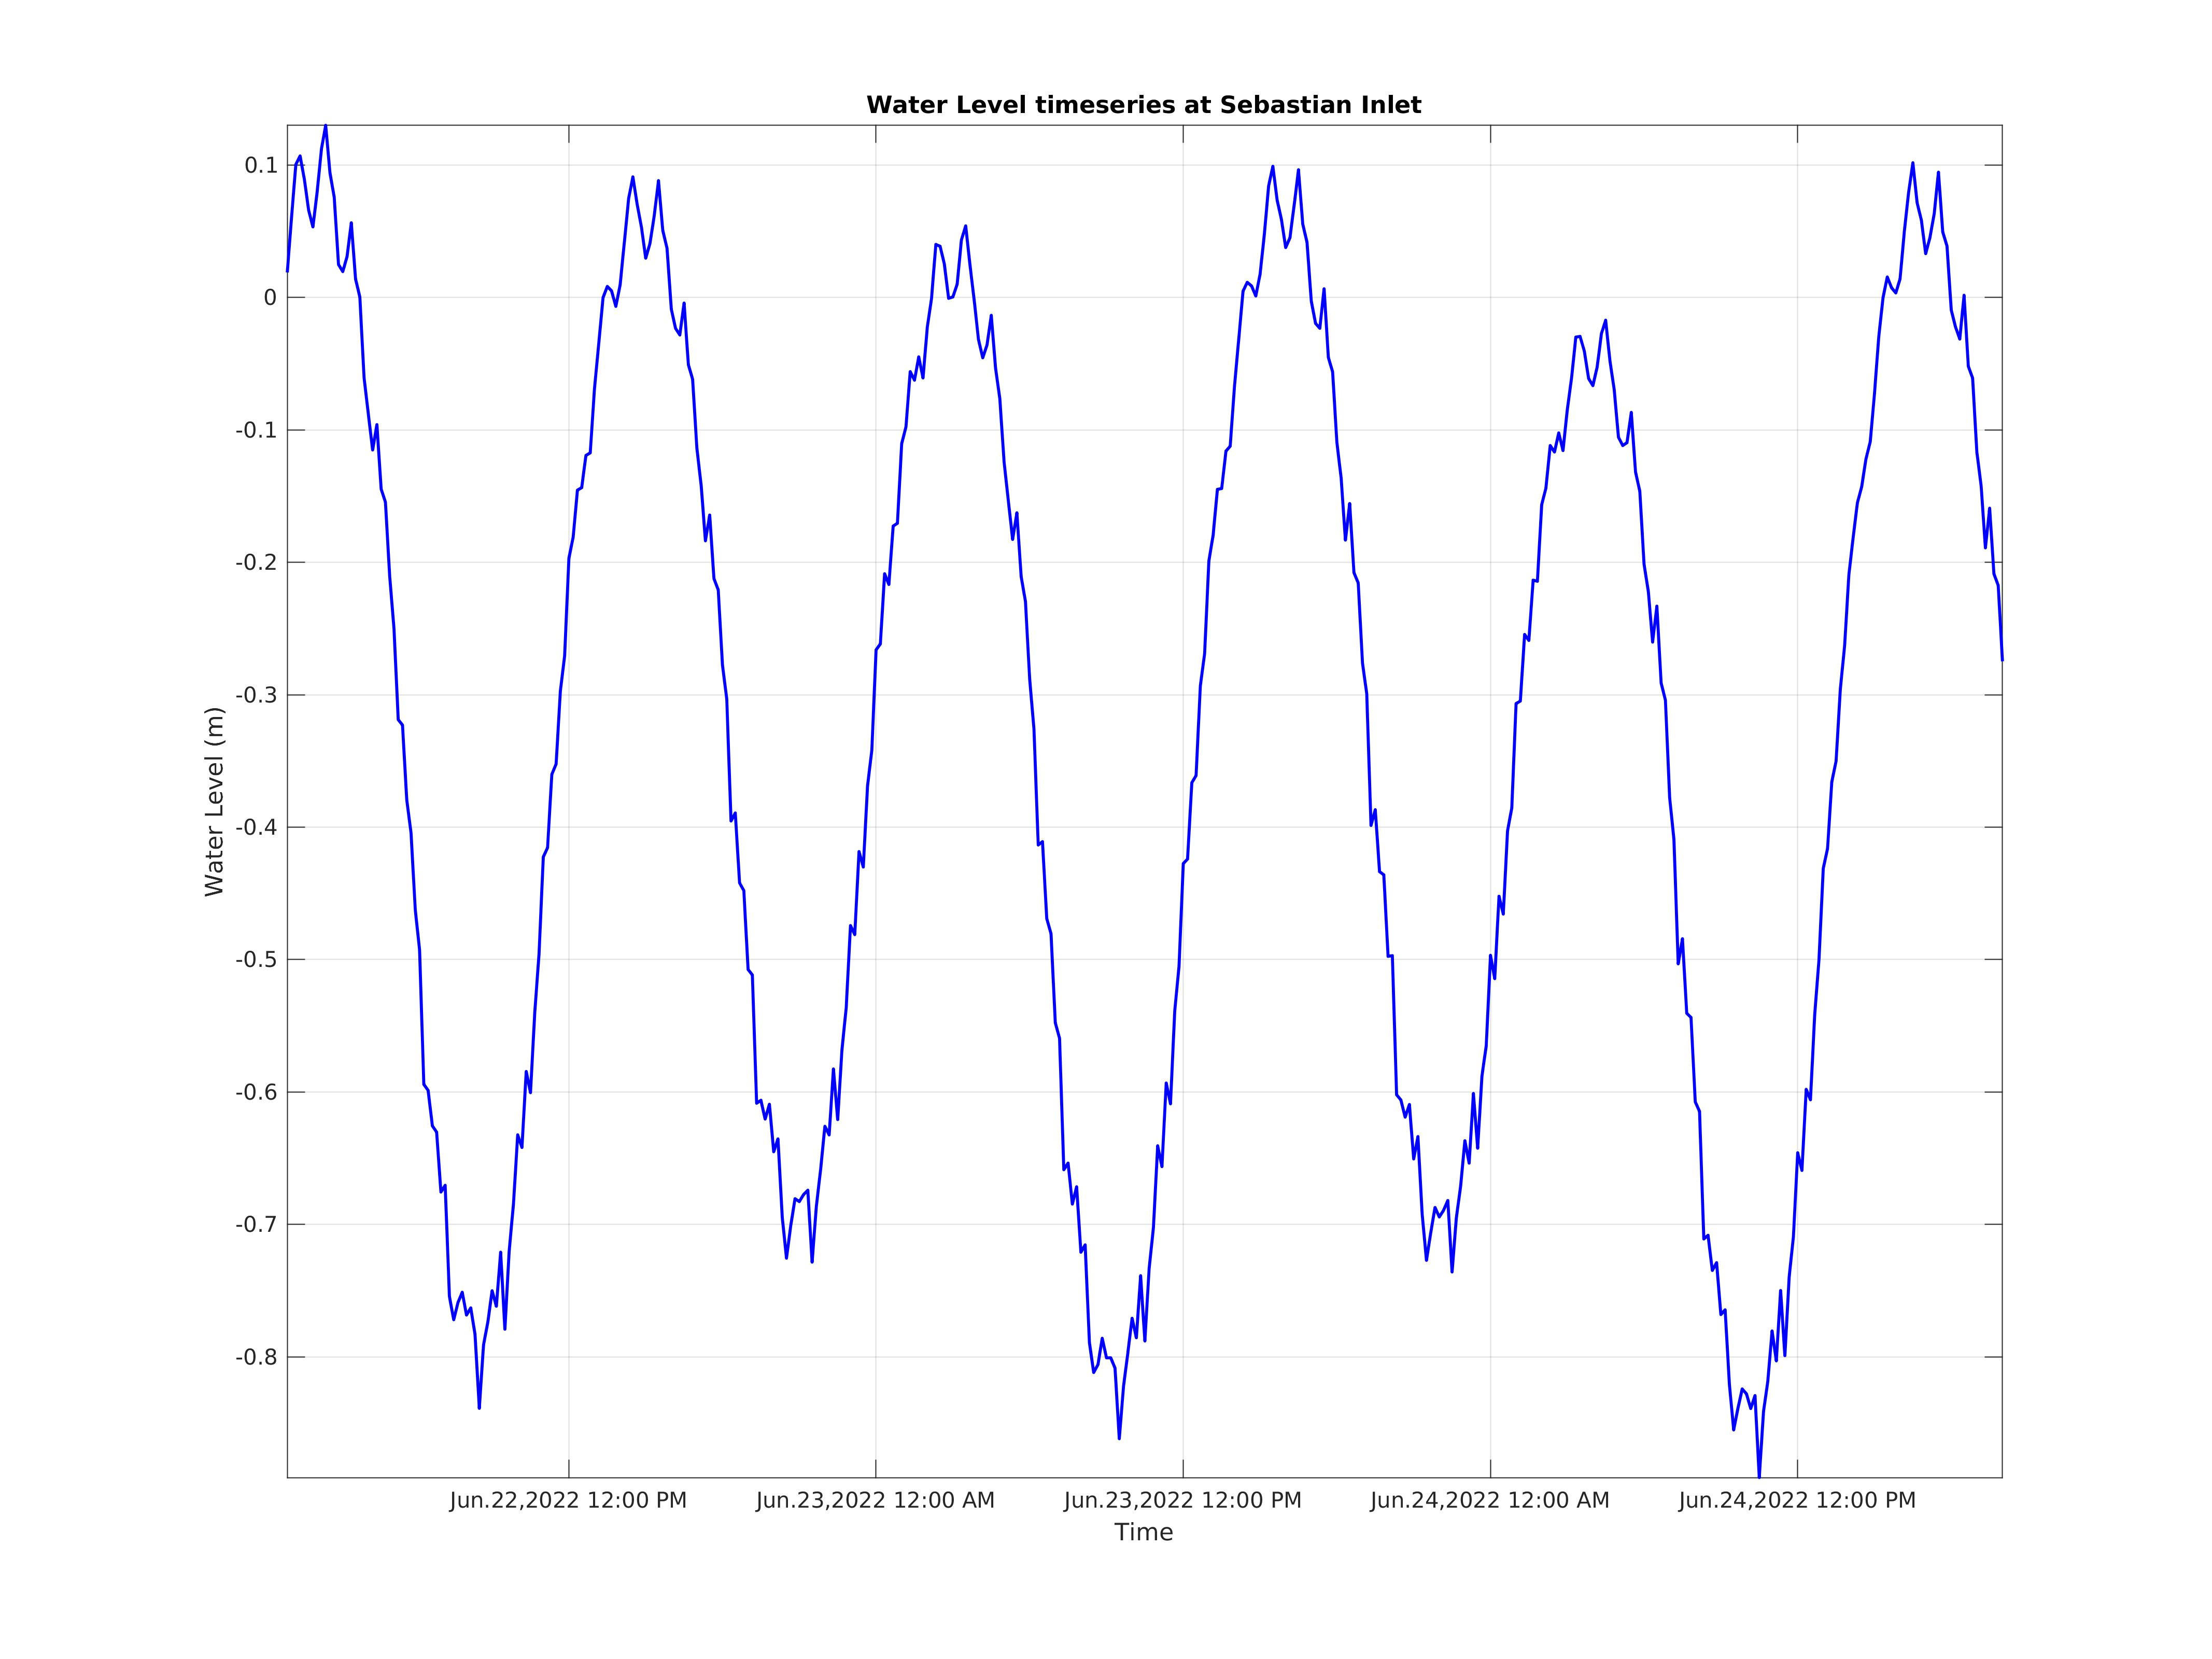 Water Level timeseries at Sebastian Inlet
0.1
0
-0.1
-0.2
-0.3
-0.4
-0.5
-0.6
-0.7
-0.8
Water Level (m)
Jun.22,2022 12:00 PM
Jun.23,2022 12:00 AM
Jun.23,2022 12:00 PM
Jun.24,2022 12:00 AM
Jun.24,2022 12:00 PM
Time